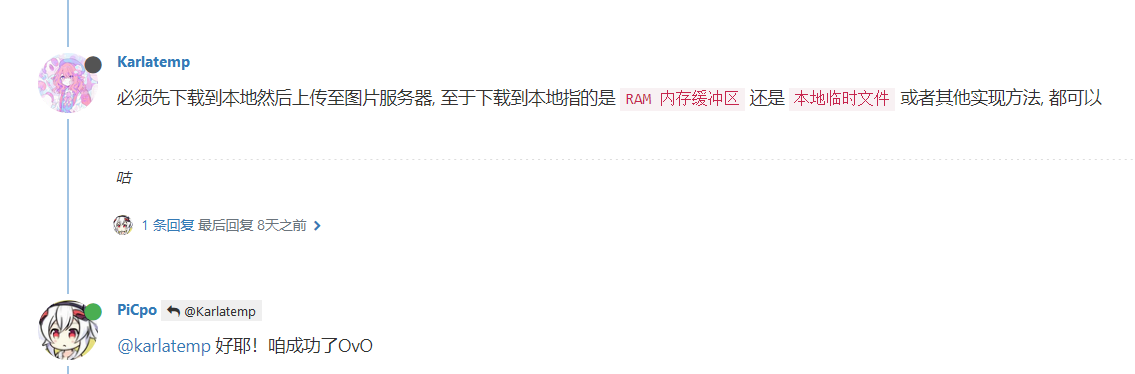 Karlatemp
必须先下载到本地然后上传至图片服务器, 至于下载到本地指的是 RAM 内存缓冲区 还是 本地临时文件 或者其他实现方法, 都可以
咕
1 条回复 最后回复 8天之前
PiCpo @Karlatemp
@karlatemp 好耶！咱成功了OvO